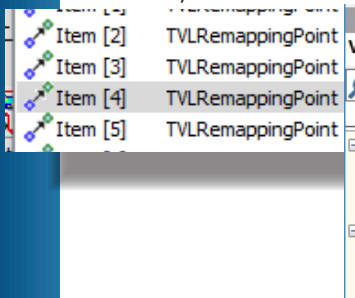 Item [2] TVLRemappingPoint
Item [3] TVLRemappingPoint
Item [4] TVLRemappingPoint
Item [5] TVLRemappingPoint